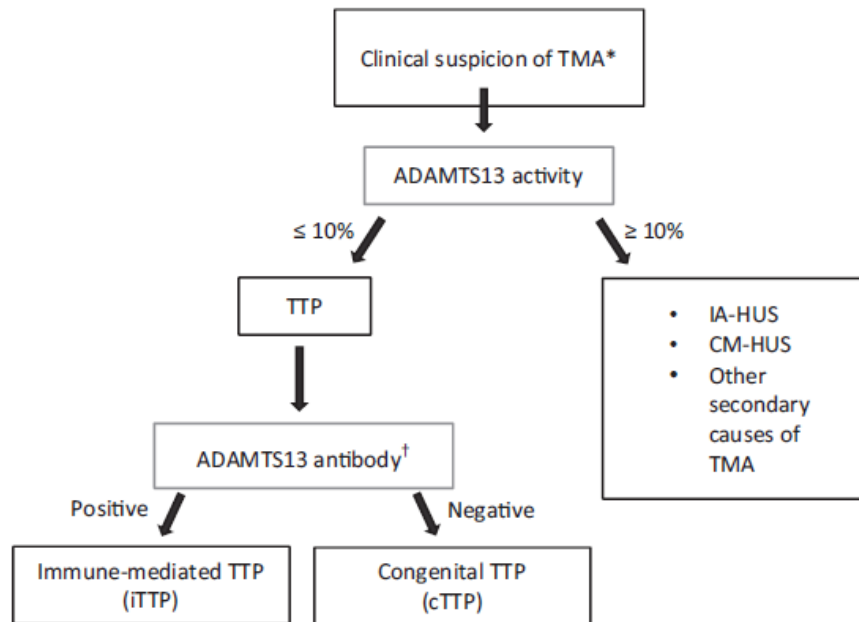 Clinical suspicion of TMA*
ADAMTS13 activity
≤ 10%
≥ 10%
TTP
• IA-HUS
• CM-HUS
• Other
secondary
causes of
TMA
ADAMTS13 antibody†
Positive
Negative
Immune-mediated TTP
(iTTP)
Congenital TTP
(cTTP)